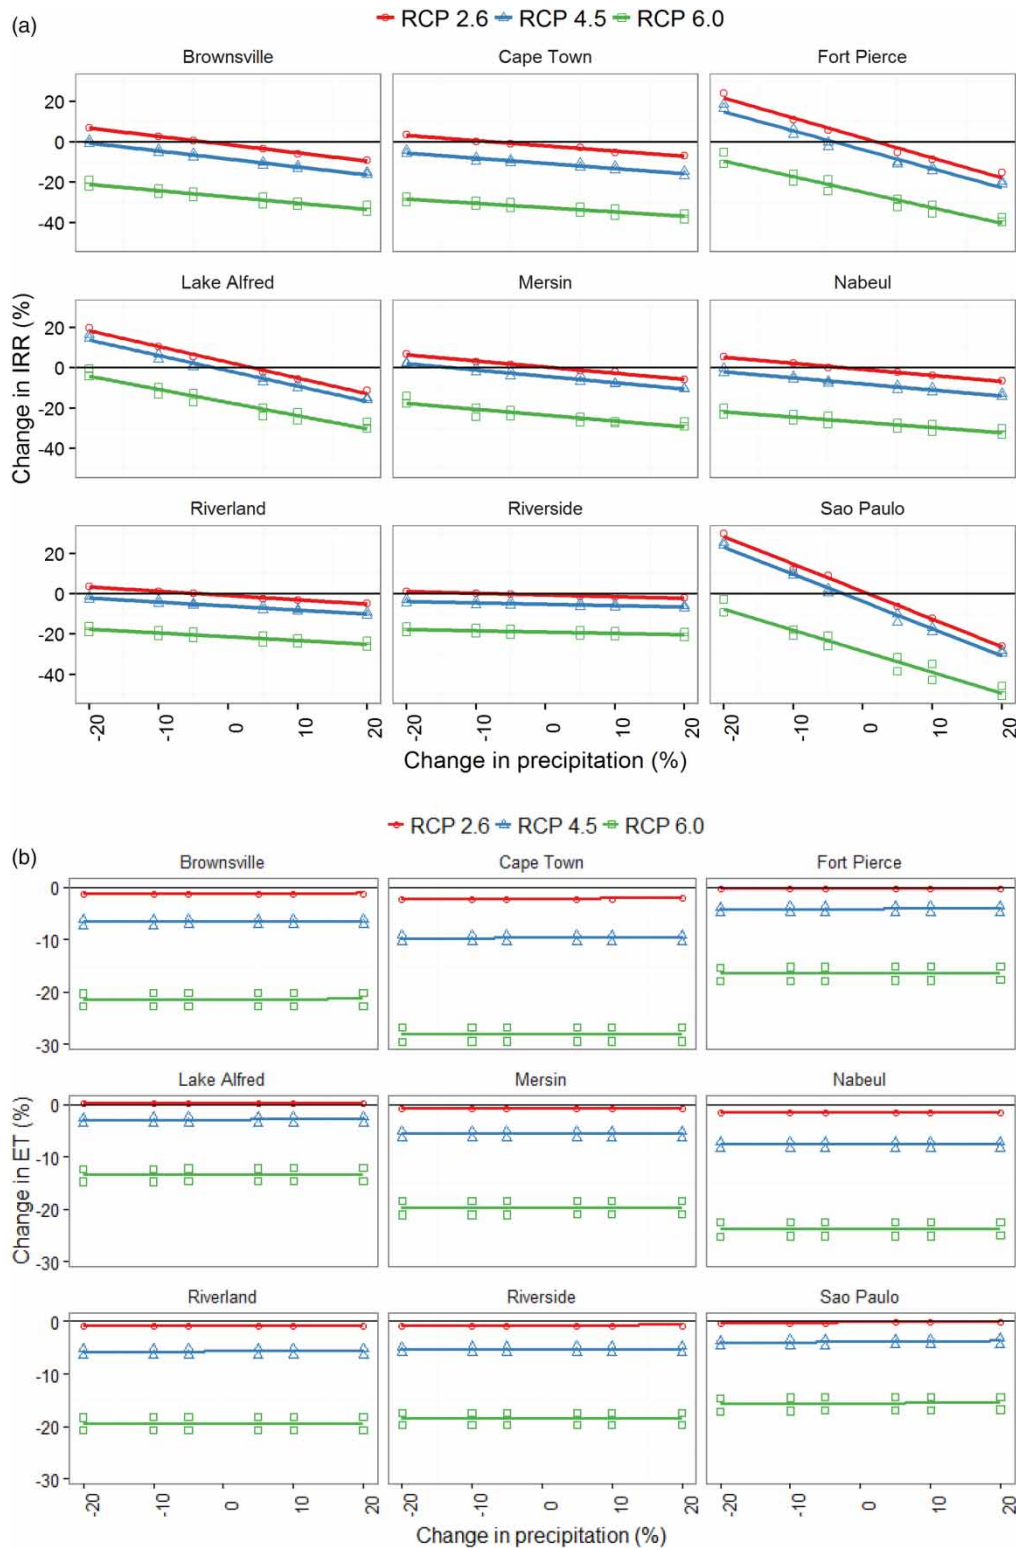 (a)
RCP 2.6 RCP 4.5 RCP 6.0
Brownsville Cape Town Fort Pierce
20
0
-20
-40
Lake Alfred Mersin Nabeul
Change in IRR (%)
20
0
-20
-40
Riverland Riverside Sao Paulo
20
0
-20
-40
-20 -10 0 10 20 -20 -10 0 10 20 -20 -10 0 10 20
Change in precipitation (%)
RCP 2.6 RCP 4.5 RCP 6.0
(b)
Brownsville Cape Town Fort Pierce
0
-10
-20
-30
Lake Alfred Mersin Nabeul
Change in ET (%)
0
-10
-20
-30
Riverland Riverside Sao Paulo
0
-10
-20
-30
-20 -10 0 10 20 -20 -10 0 10 20 -20 -10 0 10 20
Change in precipitation (%)